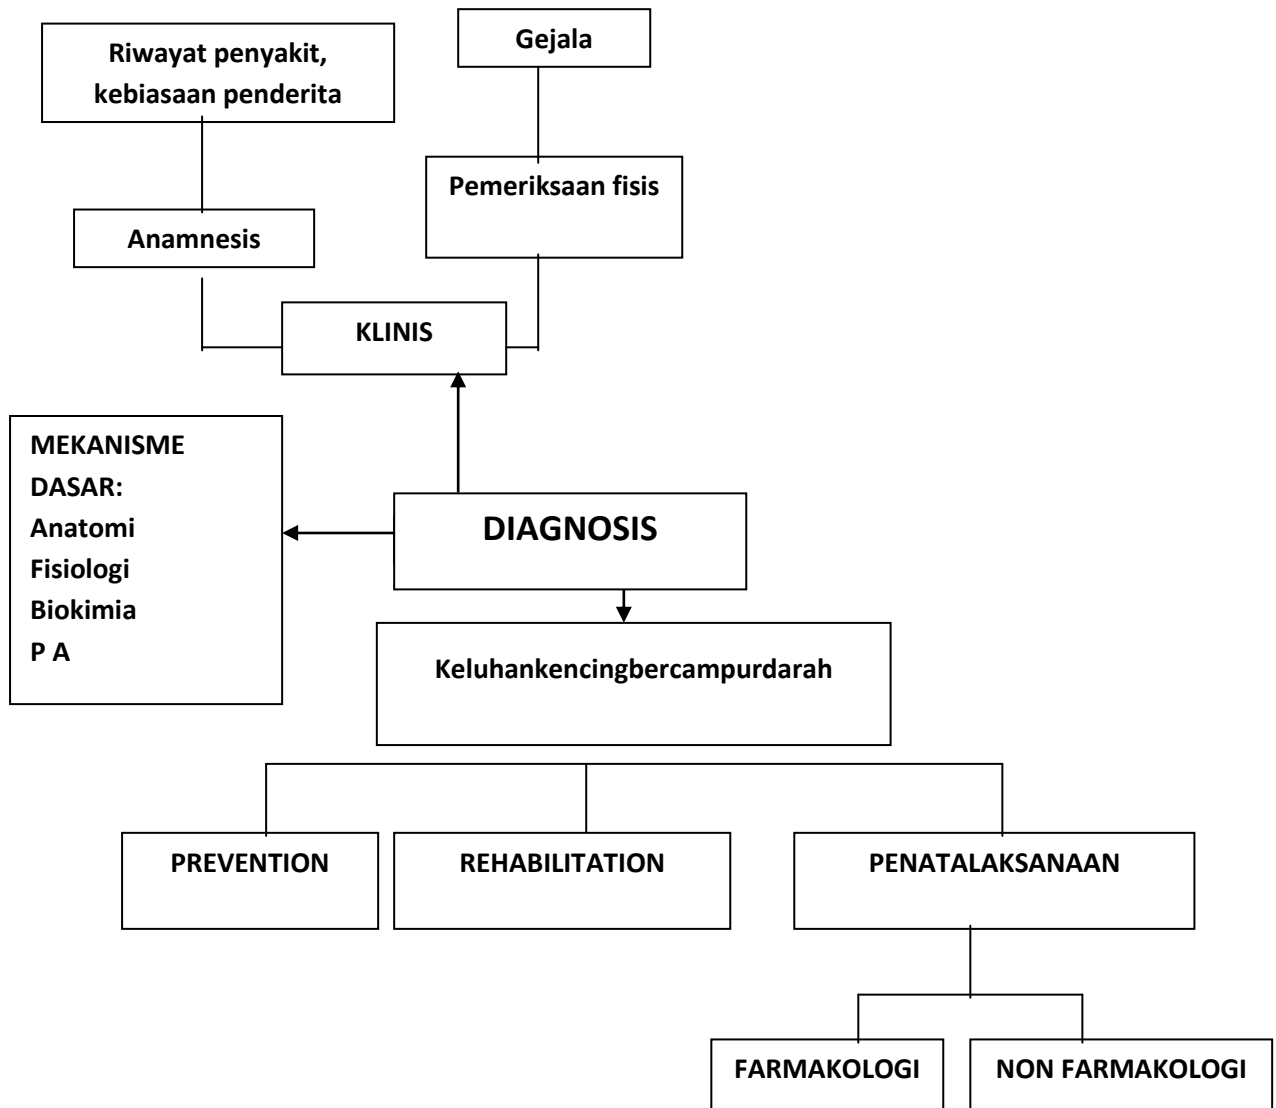 Riwayat penyakit,
kebiasaan penderita
Gejala
Pemeriksaan fisis
Anamnesis
KLINIS
MEKANISME
DASAR:
Anatomi
Fisiologi
Biokimia
P A
DIAGNOSIS
Keluhankencingbercampurdarah
PREVENTION
REHABILITATION
PENATALAKSANAAN
FARMAKOLOGI
NON FARMAKOLOGI